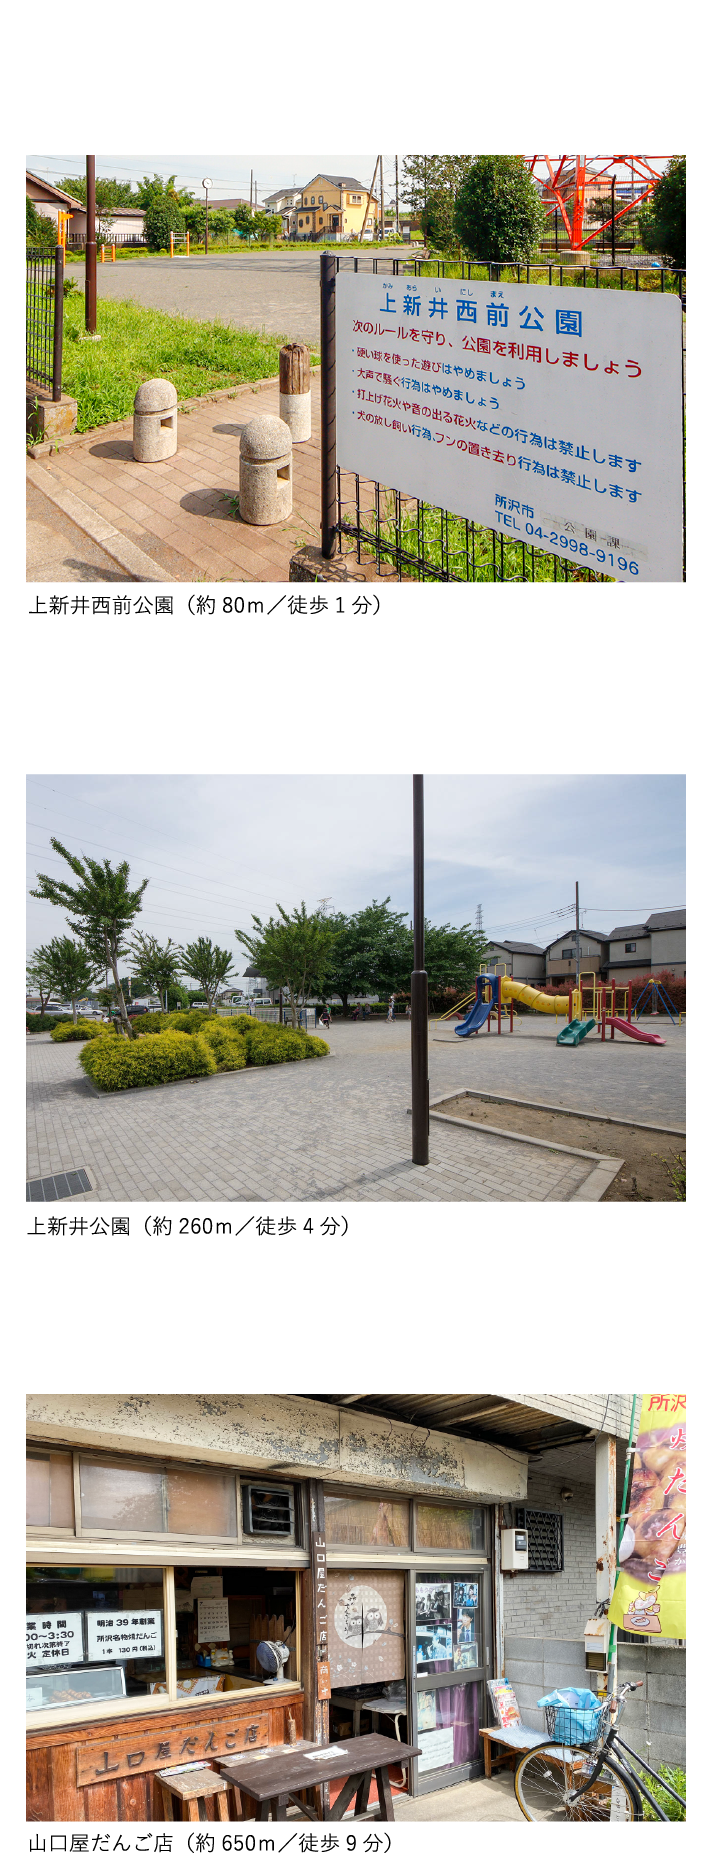 かみ あら い にし まえ
上新井西前公園
次のルールを守り、公園を利用しましょう
・硬い球を使った遊びはやめましょう
・大声で騒ぐ行為はやめましょう
・打上げ花火や音の出る花火などの行為は禁止します
・犬の放し飼い行為、フンの置き去り行為は禁止します
所沢市 公園課
TEL 04-2998-9196
上新井西前公園（約 80m／徒歩 1 分）
上新井公園（約 260m／徒歩 4 分）
所沢
焼だんご
山口屋だんご店
業時間
00〜3:30
切れ次第終了
火 定休日
明治 39 年創業
所沢名物焼だんご
1本 130円(税込)
山口屋だんご店
山口屋だんご店（約 650m／徒歩 9 分）